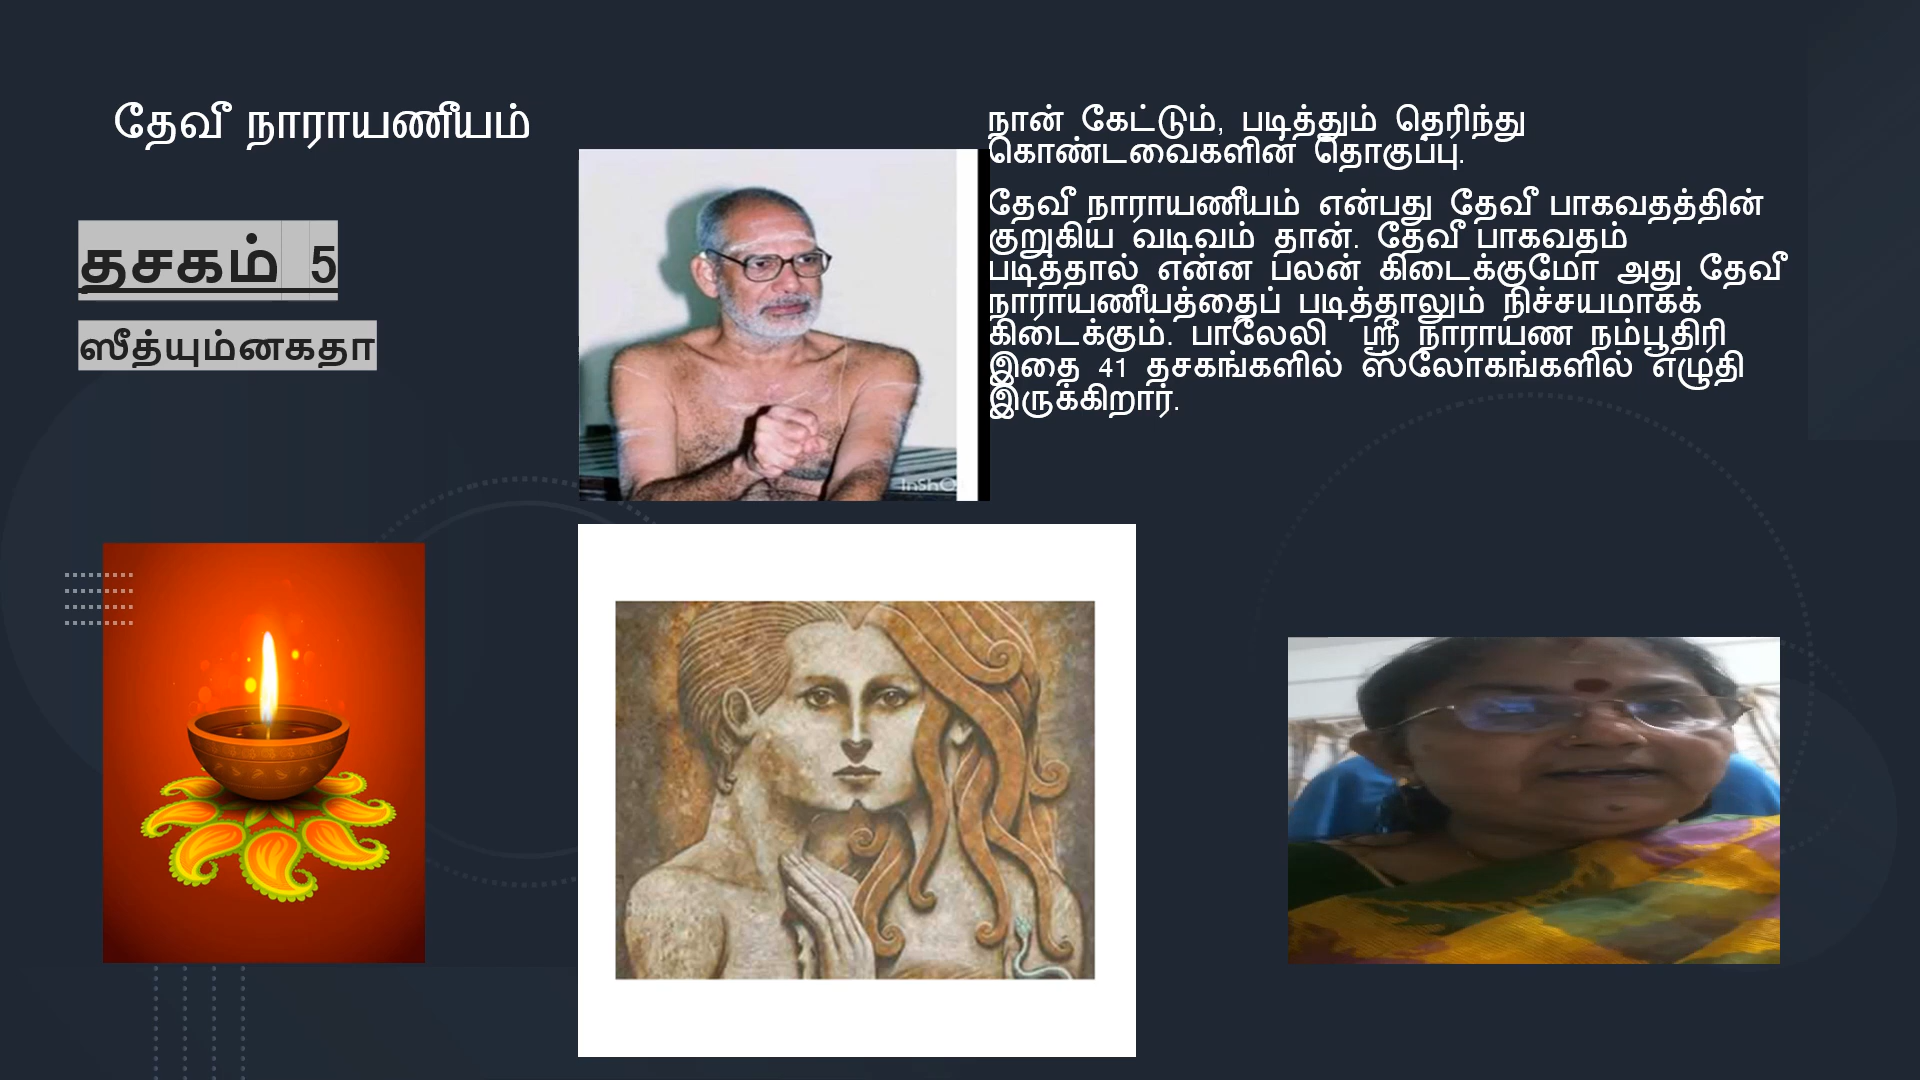 தேவீ நாராயணீயம்
தசகம் 5
ஸீத்யும்னகதா
நான் கேட்டும், படித்தும் தெரிந்து
கொண்டவைகளின் தொகுப்பு.
தேவீ நாராயணீயம் என்பது தேவீ பாகவதத்தின்
குறுகிய வடிவம் தான். தேவீ பாகவதம்
படித்தால் என்ன பலன் கிடைக்குமோ அது தேவீ
நாராயணீயத்தைப் படித்தாலும் நிச்சயமாகக்
கிடைக்கும். பாலேலி ஸ்ரீ நாராயண நம்பூதிரி
இதை 41 தசகங்களில் ஸ்லோகங்களில் எழுதி
இருக்கிறார்.
InShO